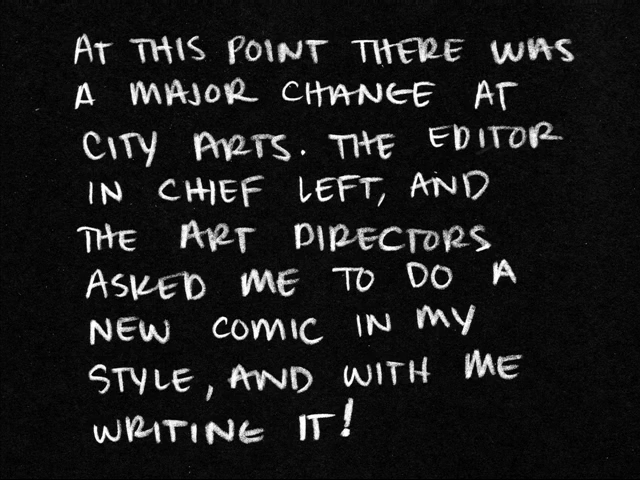 AT THIS POINT THERE WAS
A MAJOR CHANGE AT
CITY ARTS. THE EDITOR
IN CHIEF LEFT, AND
THE ART DIRECTORS
ASKED ME TO DO A
NEW COMIC IN MY
STYLE, AND WITH ME
WRITING IT!